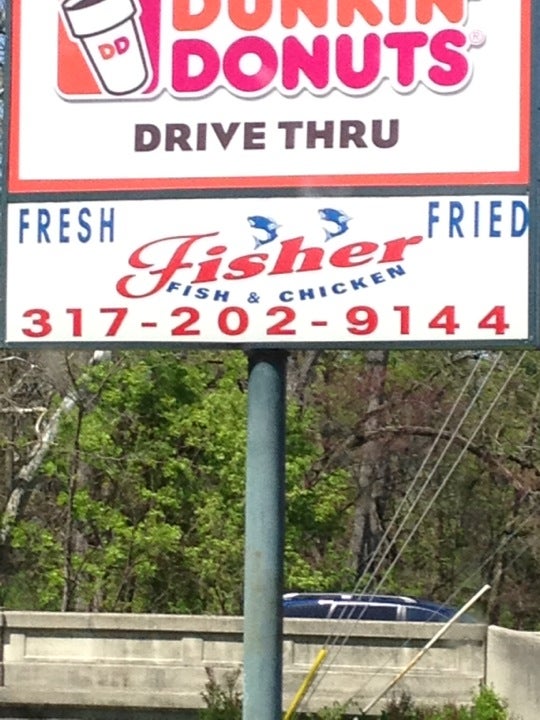 DUNKIN'
DONUTS®
DD
DRIVE THRU
FRESH
Fisher
FRIED
FISH & CHICKEN
317-202-9144